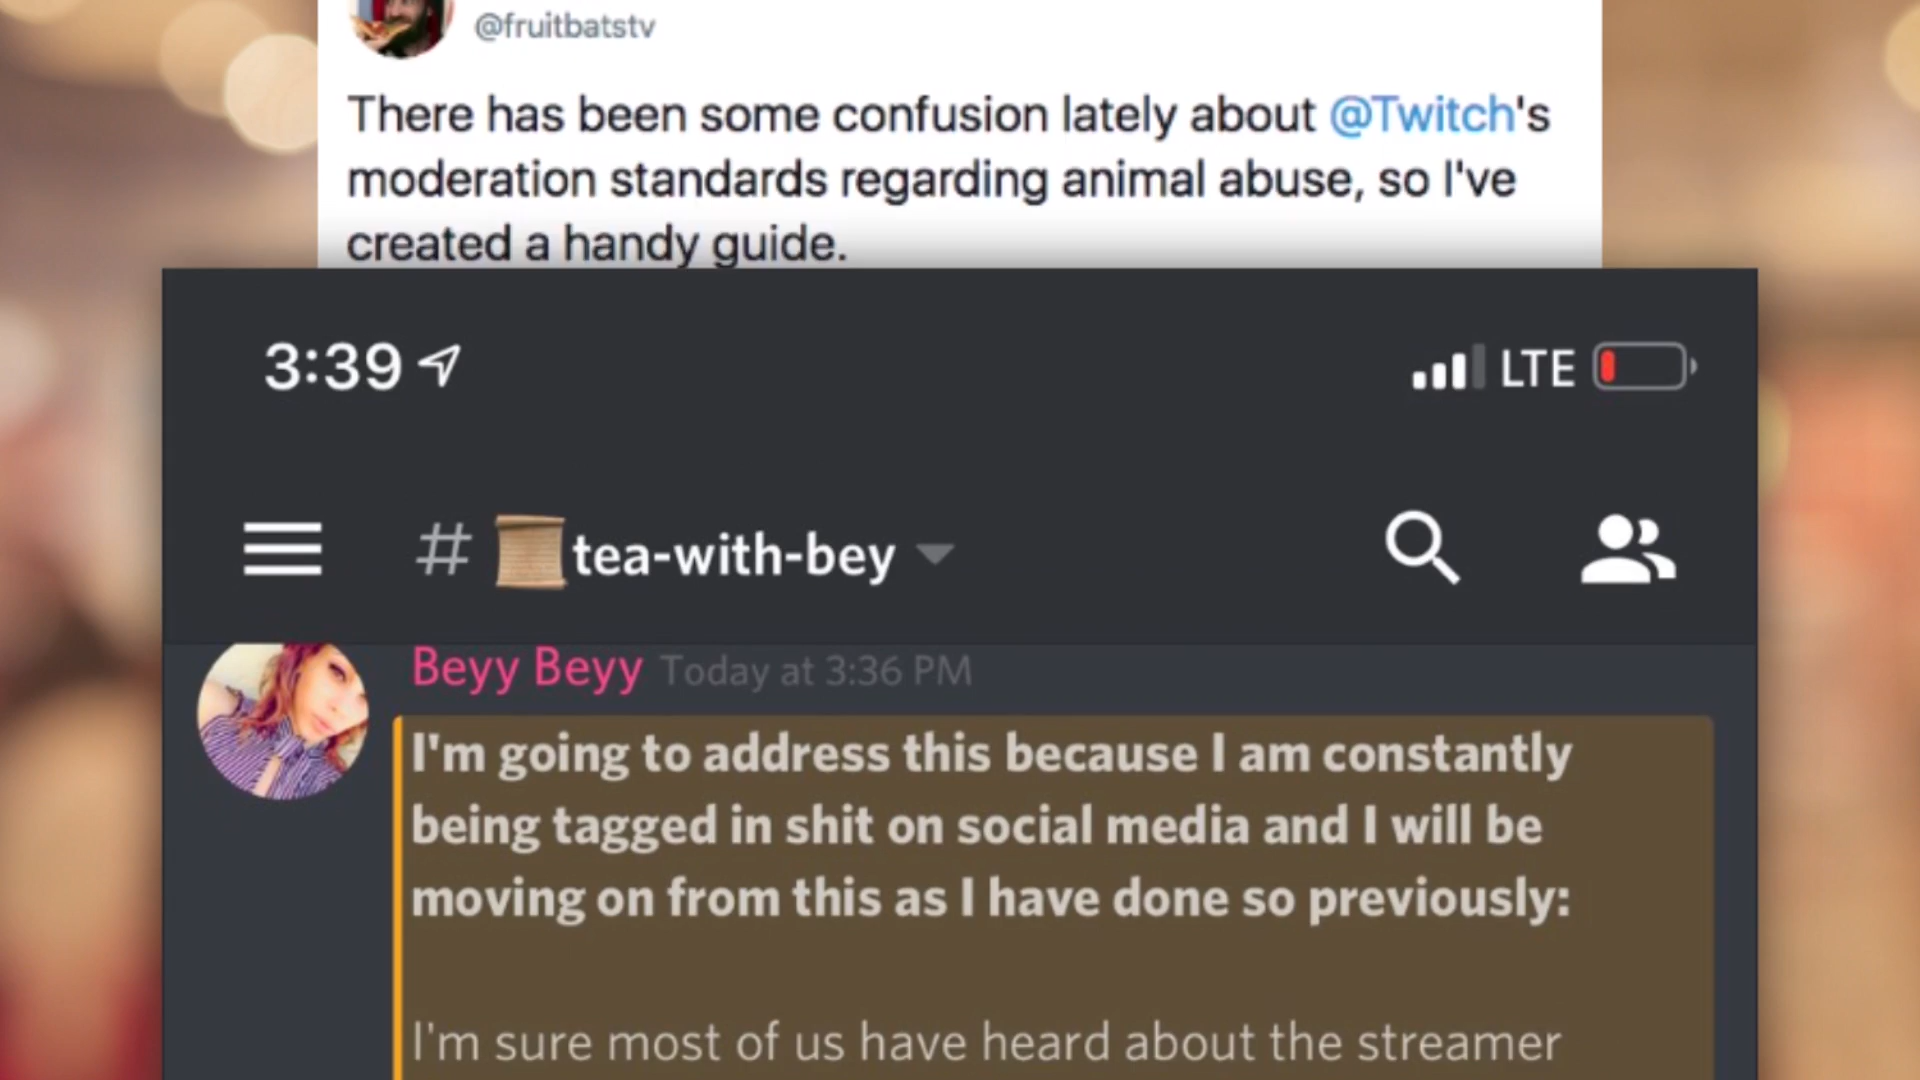 @fruitbatstv
There has been some confusion lately about @Twitch's
moderation standards regarding animal abuse, so I've
created a handy guide.
3:39 LTE
# tea-with-bey
Beyy Beyy Today at 3:36 PM
I'm going to address this because I am constantly
being tagged in shit on social media and I will be
moving on from this as I have done so previously:
I'm sure most of us have heard about the streamer